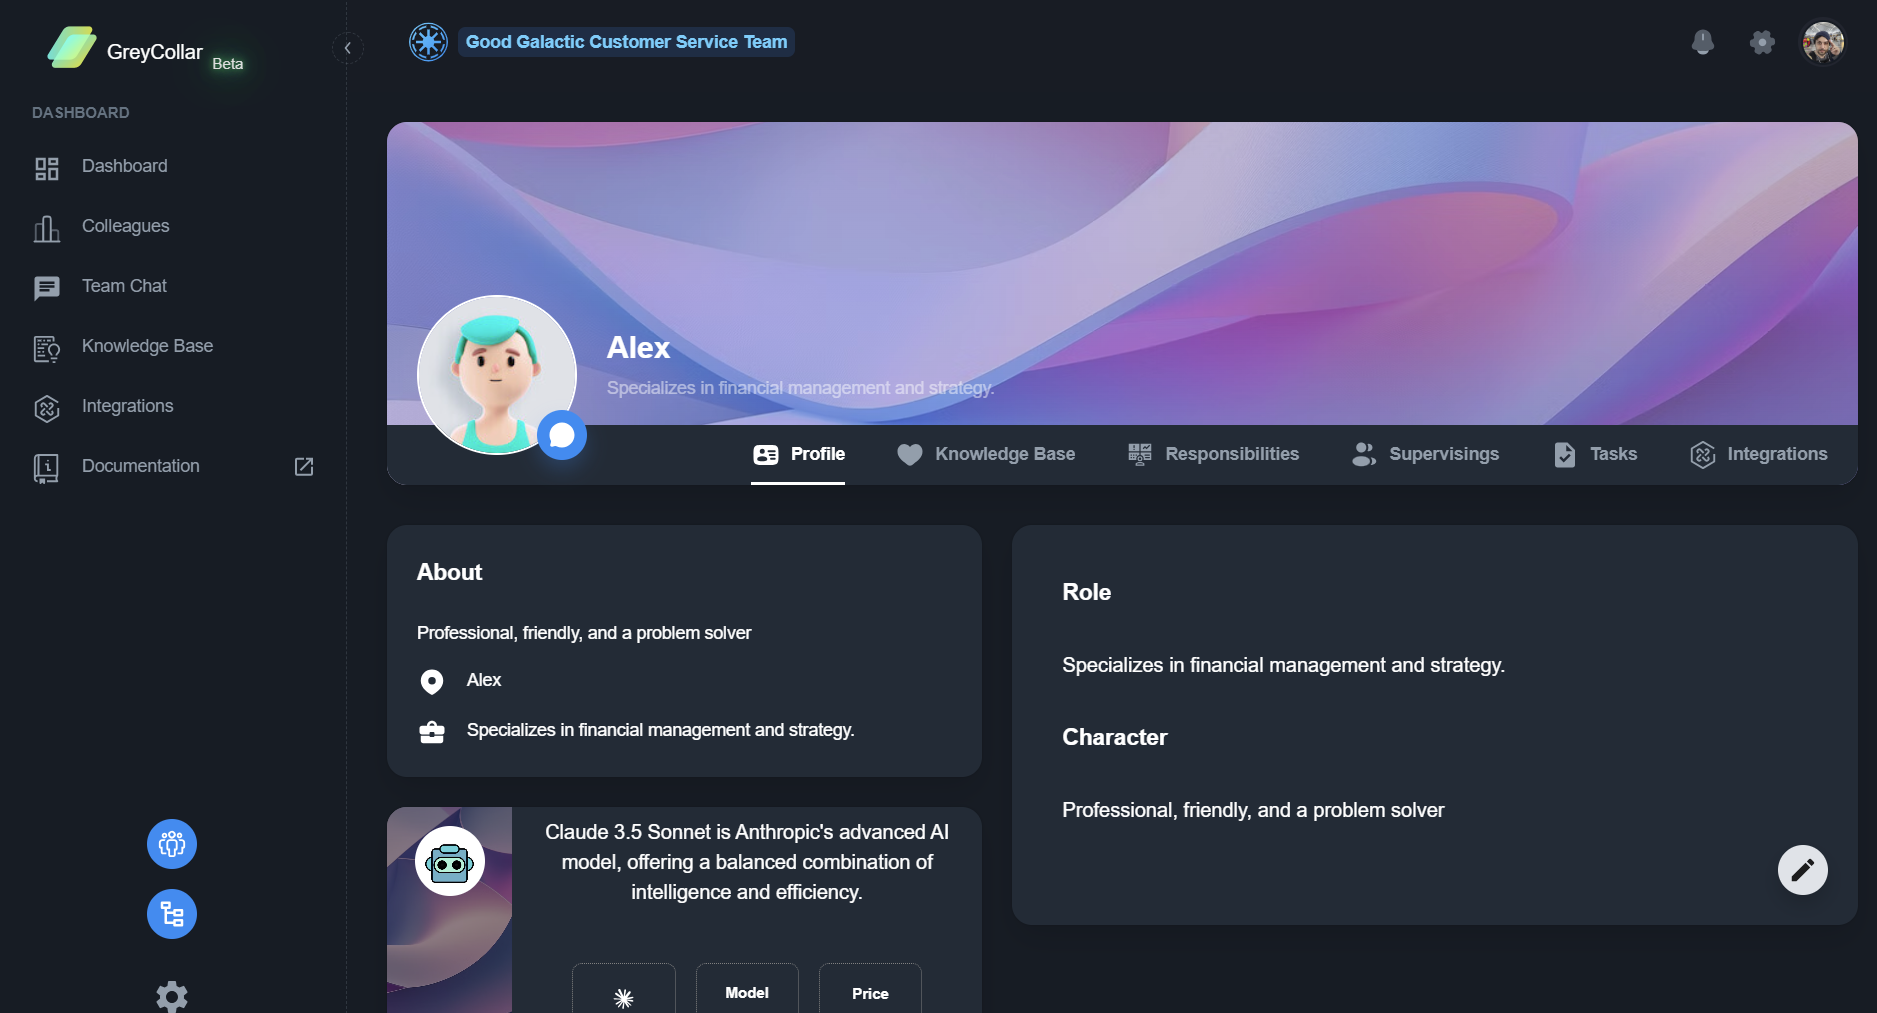 GreyCollar Beta
DASHBOARD
Dashboard
Colleagues
Team Chat
Knowledge Base
Integrations
Documentation
Good Galactic Customer Service Team
Alex
Specializes in financial management and strategy.
Profile
Knowledge Base
Responsibilities
Supervisings
Tasks
Integrations
About
Professional, friendly, and a problem solver
Alex
Specializes in financial management and strategy.
Claude 3.5 Sonnet is Anthropic's advanced AI
model, offering a balanced combination of
intelligence and efficiency.
Model
Price
Role
Specializes in financial management and strategy.
Character
Professional, friendly, and a problem solver